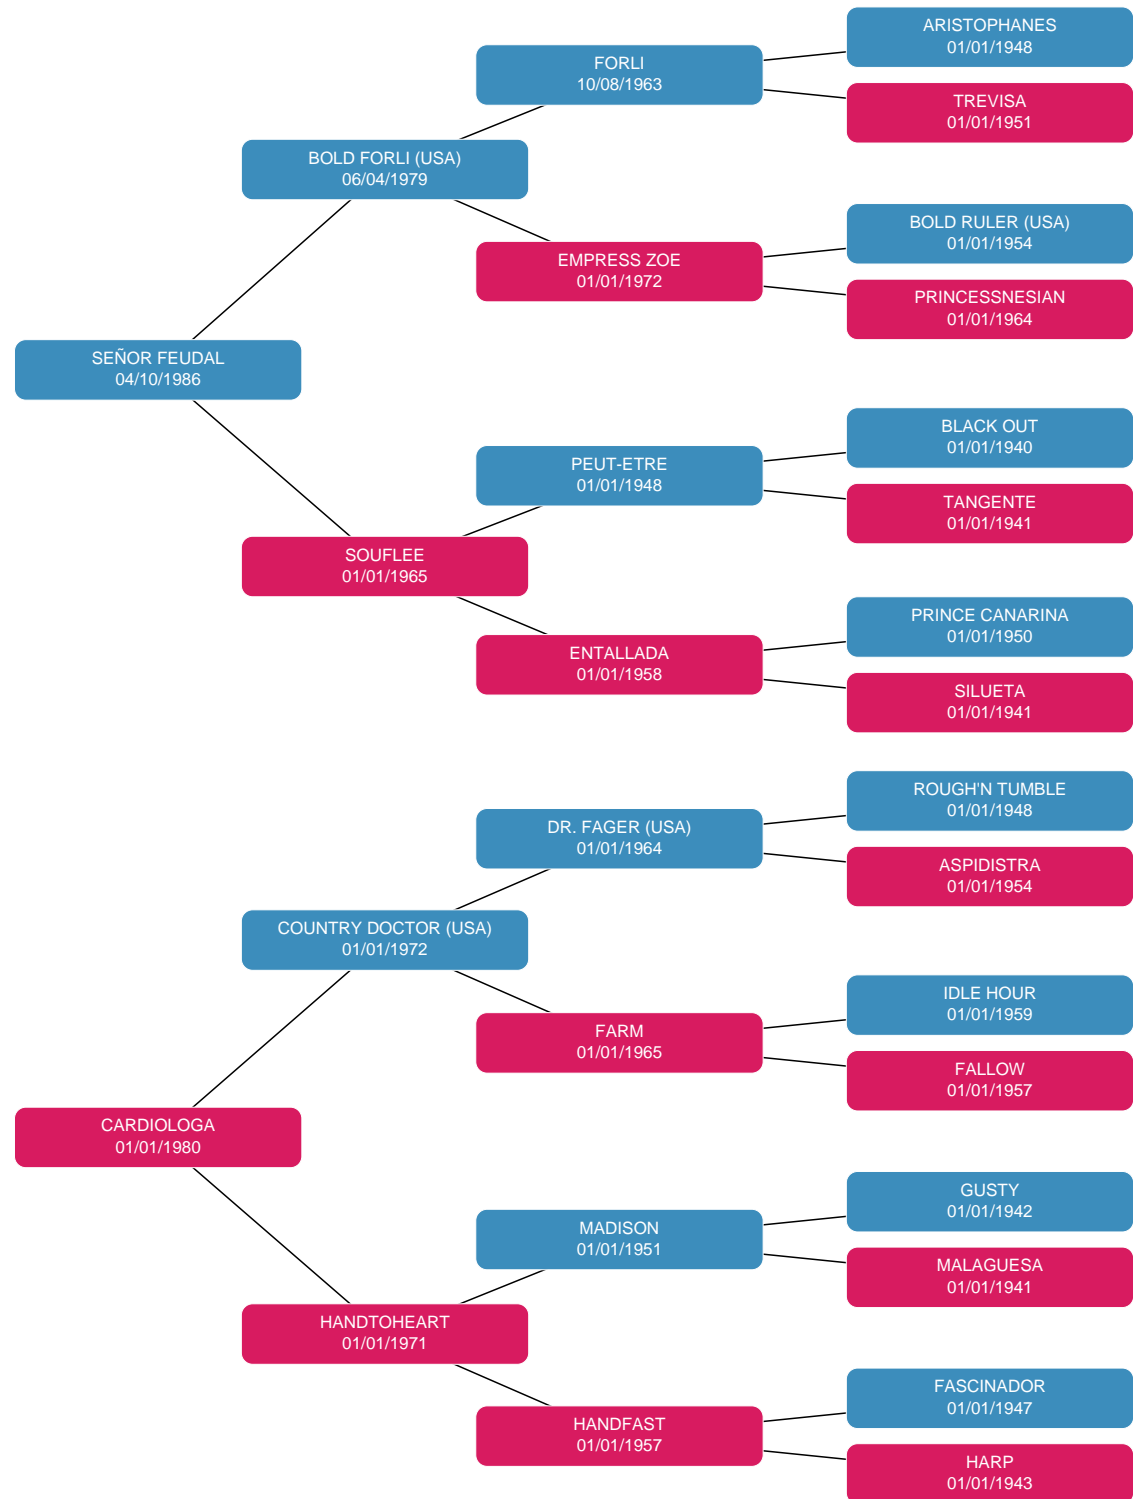 ARISTOPHANES
01/01/1948
FORLI
10/08/1963
TREVISA
01/01/1951
BOLD FORLI (USA)
06/04/1979
BOLD RULER (USA)
01/01/1954
EMPRESS ZOE
01/01/1972
PRINCESSNESIAN
01/01/1964
SEÑOR FEUDAL
04/10/1986
BLACK OUT
01/01/1940
PEUT-ETRE
01/01/1948
TANGENTE
01/01/1941
SOUFLEE
01/01/1965
PRINCE CANARINA
01/01/1950
ENTALLADA
01/01/1958
SILUETA
01/01/1941
ROUGH'N TUMBLE
01/01/1948
DR. FAGER (USA)
01/01/1964
ASPIDISTRA
01/01/1954
COUNTRY DOCTOR (USA)
01/01/1972
IDLE HOUR
01/01/1959
FARM
01/01/1965
FALLOW
01/01/1957
CARDIOLOGA
01/01/1980
GUSTY
01/01/1942
MADISON
01/01/1951
MALAGUESA
01/01/1941
HANDTOHEART
01/01/1971
FASCINADOR
01/01/1947
HANDFAST
01/01/1957
HARP
01/01/1943